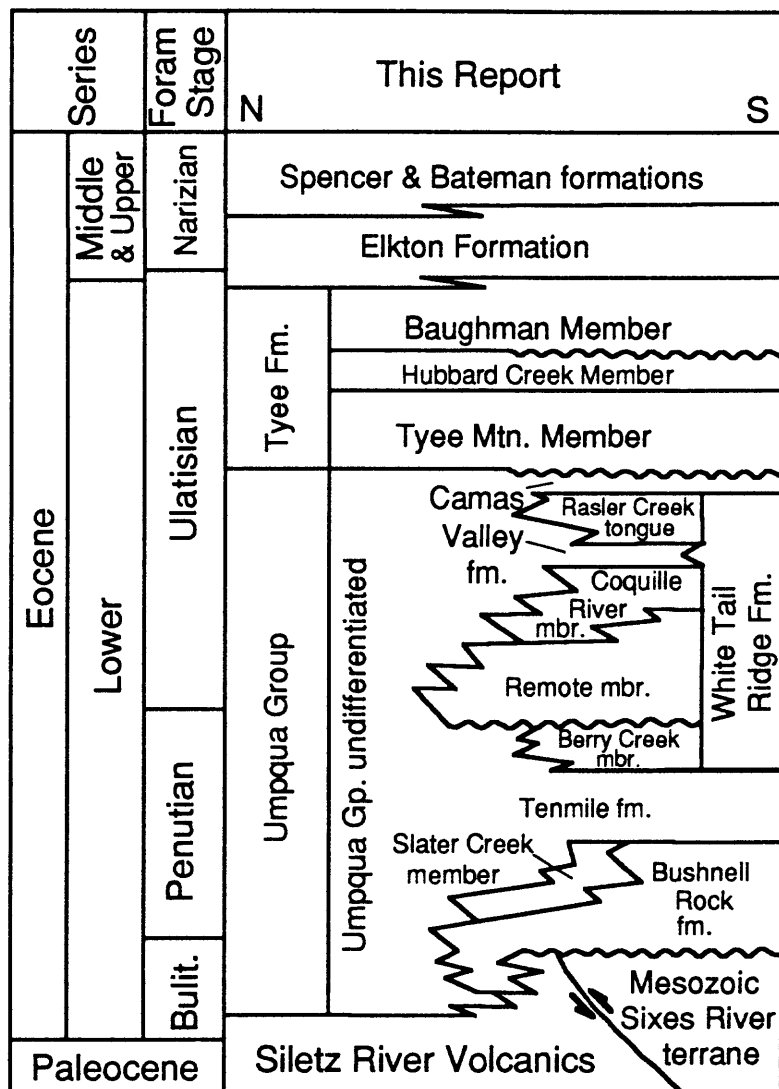 Series
Foram
Stage
This Report
N
S
Eocene
Middle
& Upper
Lower
Paleocene
Narizian
Ulatisian
Penutian
Bulit.
Spencer & Bateman formations
Elkton Formation
Tyee Fm.
Baughman Member
Hubbard Creek Member
Tyee Mtn. Member
Umpqua Group
Umpqua Gp. undifferentiated
Camas
Valley
fm.
Rasler Creek
tongue
Coquille
River
mbr.
Remote mbr.
Berry Creek
mbr.
White Tail
Ridge Fm.
Tenmile fm.
Slater Creek
member
Bushnell
Rock
fm.
Mesozoic
Sixes River
terrane
Siletz River Volcanics